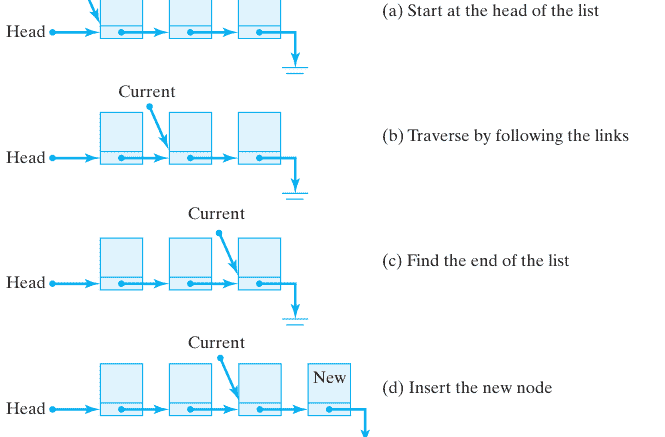 (a) Start at the head of the list
Head
Current
(b) Traverse by following the links
Head
Current
(c) Find the end of the list
Head
Current
New
(d) Insert the new node
Head